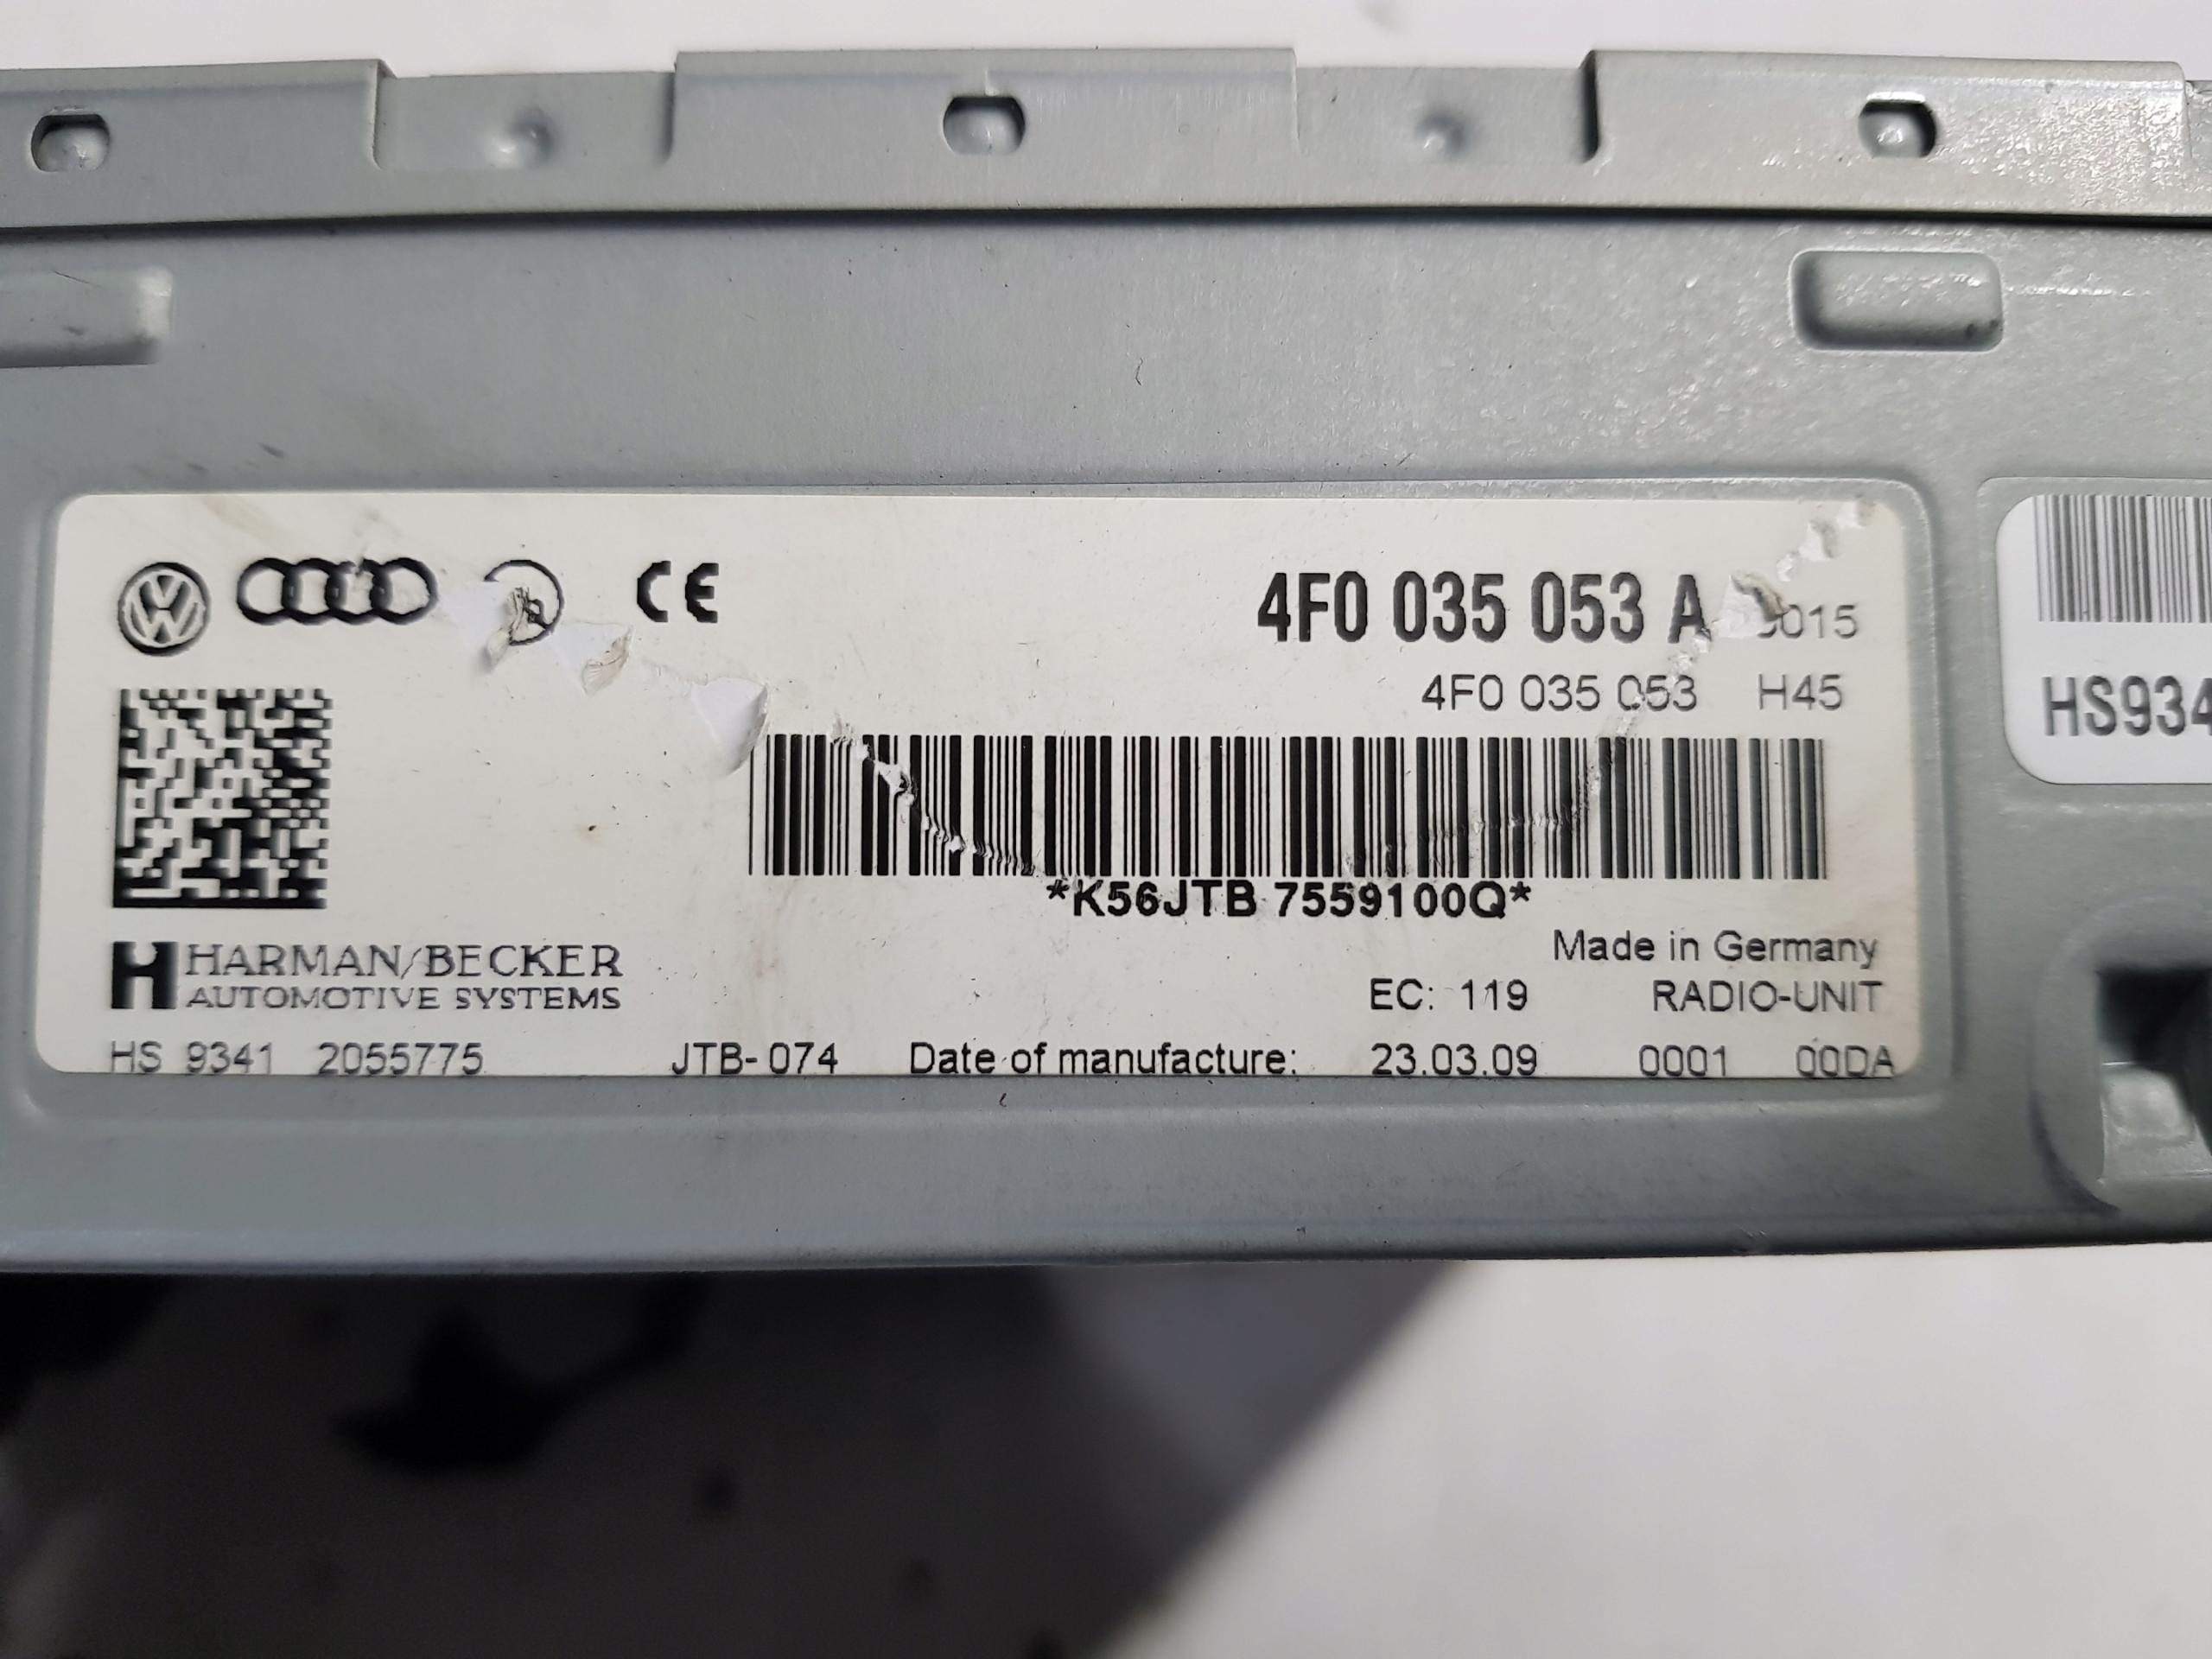 CE
4F0 035 053 A
4F0 035 053 H45
*K56JTB 7559100Q*
HARMAN/BECKER
AUTOMOTIVE SYSTEMS
Made in Germany
EC: 119 RADIO-UNIT
HS 9341 2055775 JTB-074 Date of manufacture: 23.03.09 0001 00DA
HS934